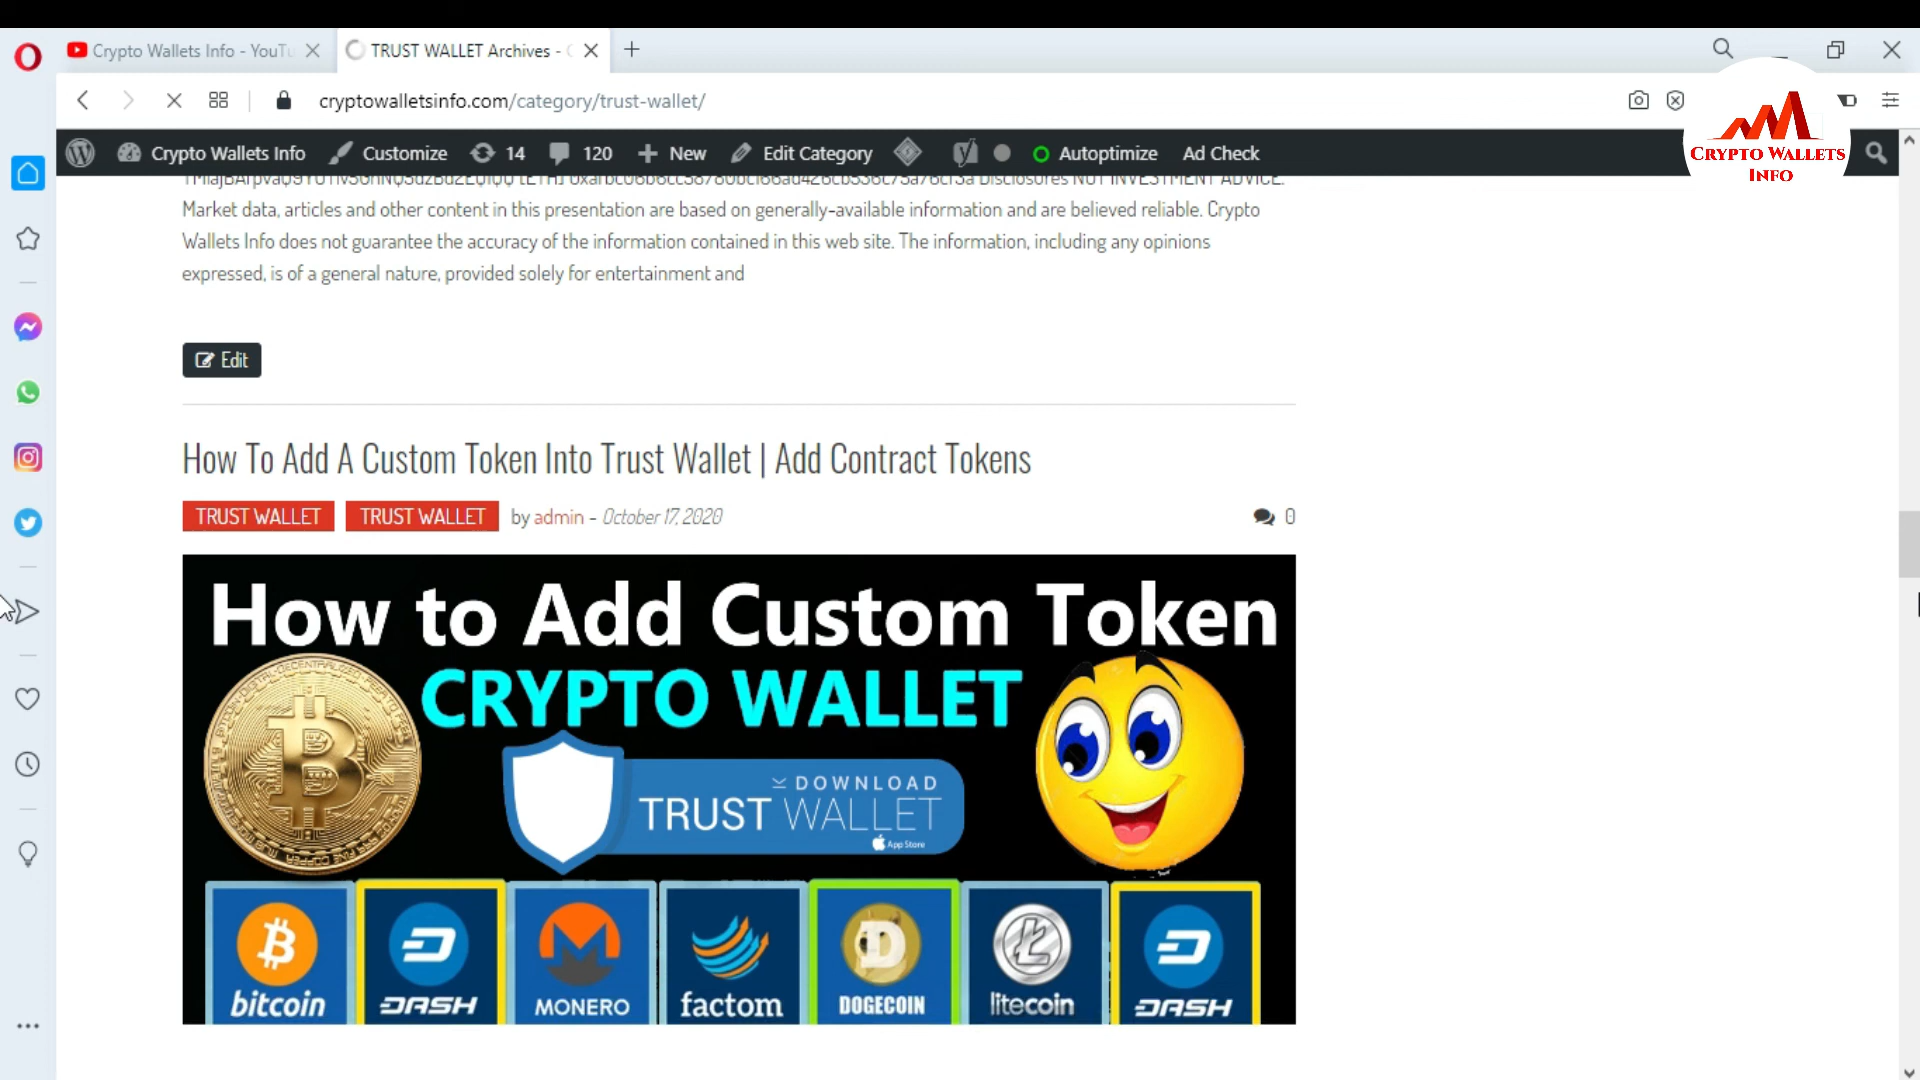 Crypto Wallets Info - YouTu
TRUST WALLET Archives -
cryptowalletsinfo.com/category/trust-wallet/
Crypto Wallets Info
Customize
14
120
New
Edit Category
Autoptimize
Ad Check
CRYPTO WALLETS
INFO
Disclosures NOT INVESTMENT ADVICE.
Market data, articles and other content in this presentation are based on generally-available information and are believed reliable. Crypto
Wallets Info does not guarantee the accuracy of the information contained in this web site. The information, including any opinions
expressed, is of a general nature, provided solely for entertainment and
Edit
How To Add A Custom Token Into Trust Wallet | Add Contract Tokens
TRUST WALLET TRUST WALLET by admin - October 17, 2020 0
How to Add Custom Token
CRYPTO WALLET
DOWNLOAD
TRUST WALLET
App Store
bitcoin DASH MONERO factom DOGECOIN litecoin DASH